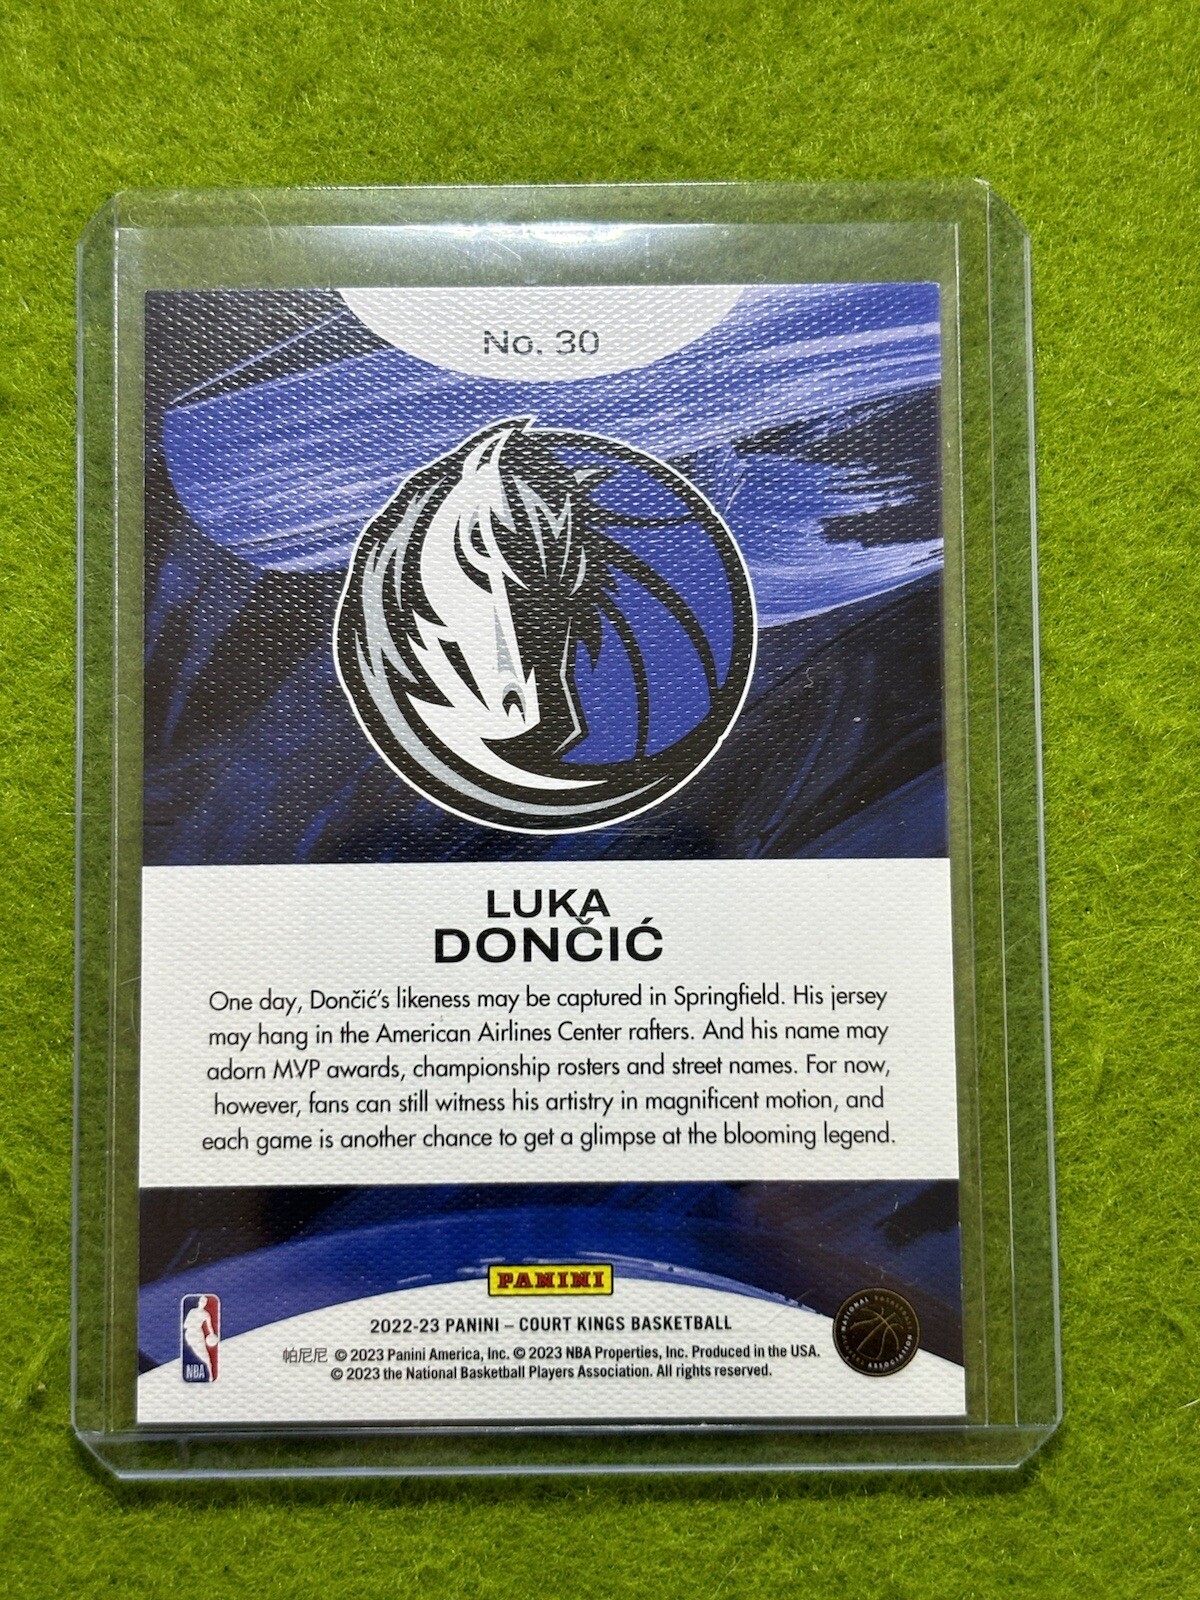 No. 30
LUKA
DONČIĆ
One day, Dončić's likeness may be captured in Springfield. His jersey
may hang in the American Airlines Center rafters. And his name may
adorn MVP awards, championship rosters and street names. For now,
however, fans can still witness his artistry in magnificent motion, and
each game is another chance to get a glimpse at the blooming legend.
PANINI
2022-23 PANINI – COURT KINGS BASKETBALL
帕尼尼 © 2023 Panini America, Inc. © 2023 NBA Properties, Inc. Produced in the USA.
© 2023 the National Basketball Players Association. All rights reserved.
NBA
NATIONAL BASKETBALL PLAYERS ASSOCIATION